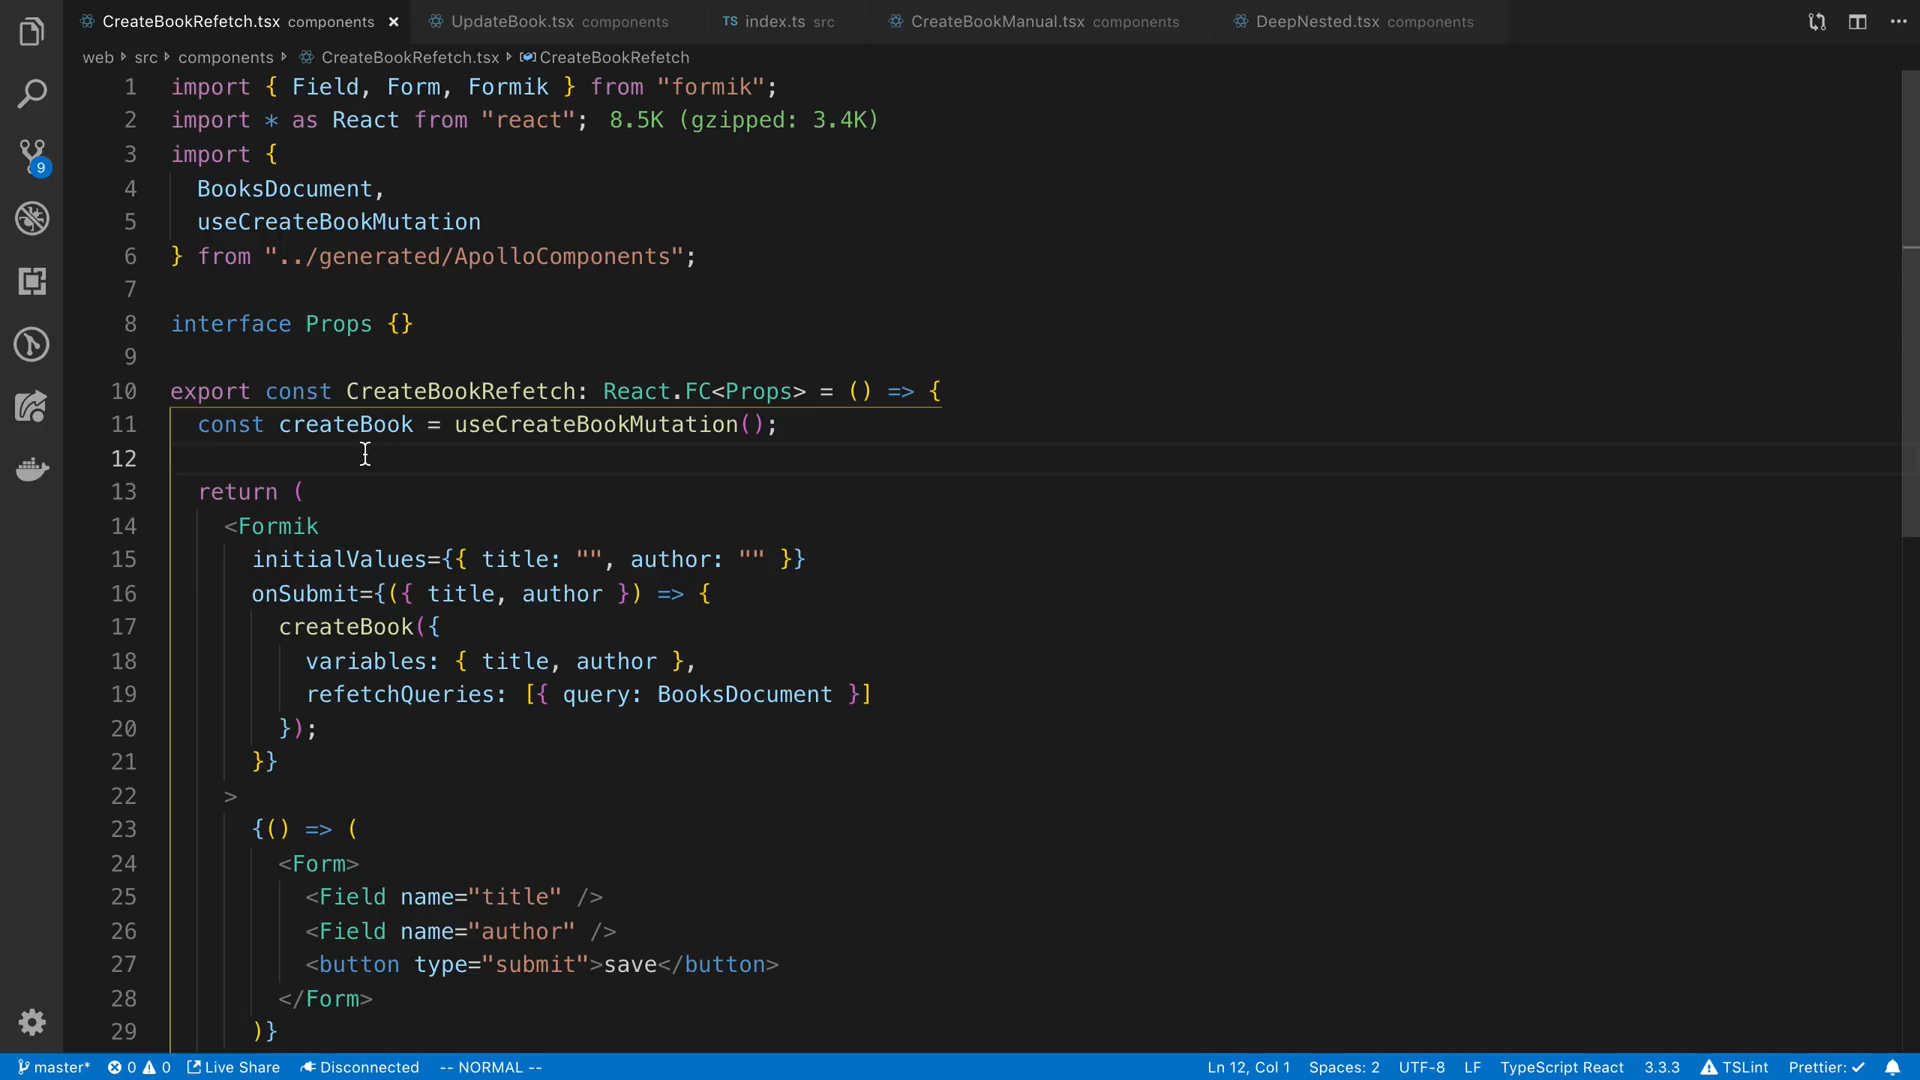 CreateBookRefetch.tsx components × UpdateBook.tsx components TS index.ts src CreateBookManual.tsx components DeepNested.tsx components
web src components CreateBookRefetch.tsx CreateBookRefetch
1 import { Field, Form, Formik } from "formik";
2 import * as React from "react"; 8.5K (gzipped: 3.4K)
3 import {
4 BooksDocument,
5 useCreateBookMutation
6 } from "../generated/ApolloComponents";
7
8 interface Props {}
9
10 export const CreateBookRefetch: React.FC<Props> = () => {
11 const createBook = useCreateBookMutation();
12
13 return (
14 <Formik
15 initialValues={{ title: "", author: "" }}
16 onSubmit={({ title, author }) => {
17 createBook({
18 variables: { title, author },
19 refetchQueries: [{ query: BooksDocument }]
20 });
21 }}
22 >
23 {() => (
24 <Form>
25 <Field name="title" />
26 <Field name="author" />
27 <button type="submit">save</button>
28 </Form>
29 )}
9
master* 0 0 Live Share Disconnected -- NORMAL -- Ln 12, Col 1 Spaces: 2 UTF-8 LF TypeScript React 3.3.3 TSLint Prettier: ✓